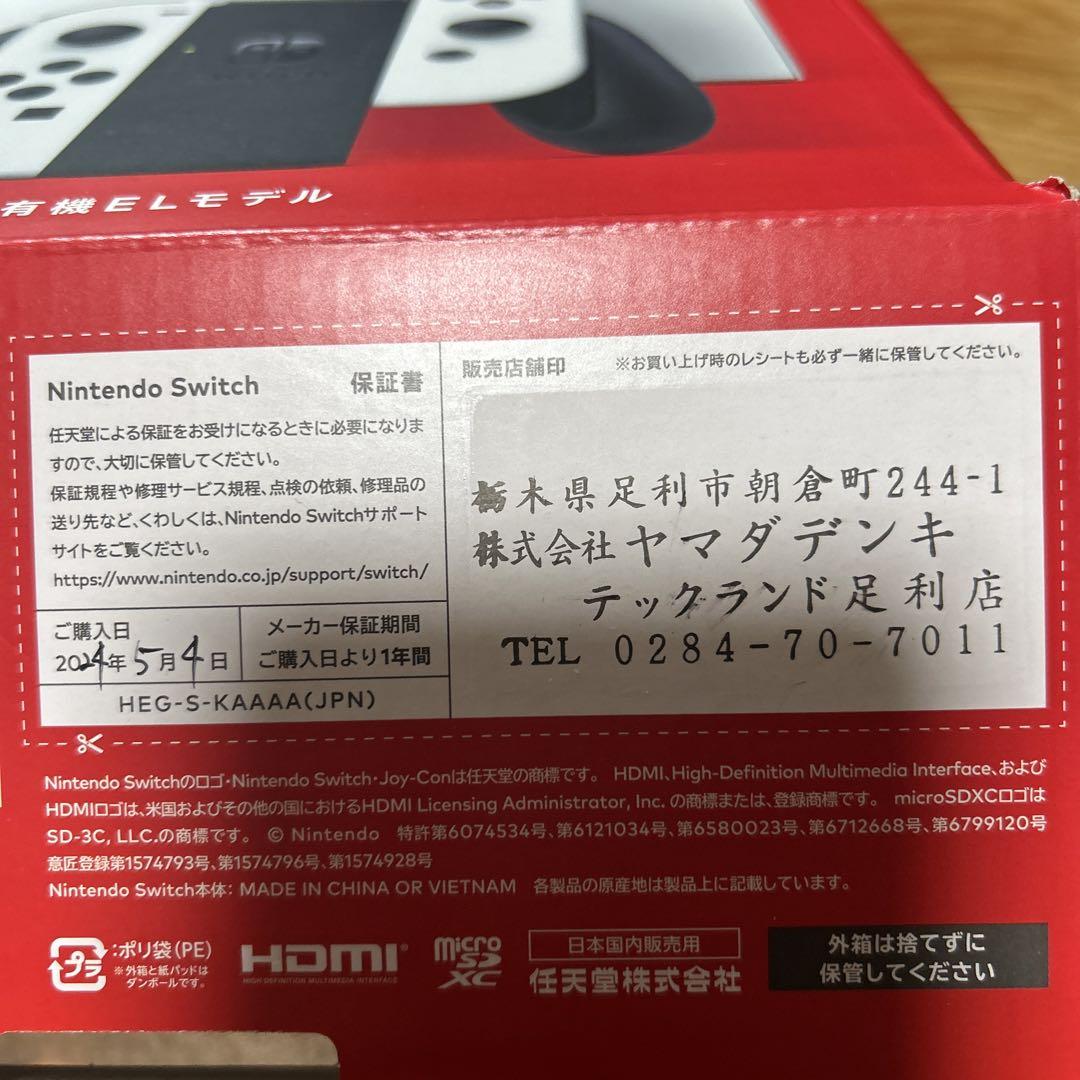 有機ELモデル
Nintendo Switch 保証書
任天堂による保証をお受けになるときに必要になりま
すので、大切に保管してください。
保証規程や修理サービス規程、点検の依頼、修理品の
送り先など、くわしくは、Nintendo Switchサポート
サイトをご覧ください。
https://www.nintendo.co.jp/support/switch/
ご購入日
2024年5月4日
メーカー保証期間
ご購入日より1年間
HEG-S-KAAAA(JPN)
販売店舗印 ※お買い上げ時のレシートも必ず一緒に保管してください。
栃木県足利市朝倉町244-1
株式会社ヤマダデンキ
テックランド足利店
TEL 0284-70-7011
Nintendo Switchのロゴ・Nintendo Switch・Joy-Conは任天堂の商標です。 HDMI、High-Definition Multimedia Interface、および
HDMIロゴは、米国およびその他の国におけるHDMI Licensing Administrator, Inc. の商標または、登録商標です。 microSDXCロゴは
SD-3C, LLC.の商標です。 © Nintendo 特許第6074534号、第6121034号、第6580023号、第6712668号、第6799120号
意匠登録第1574793号、第1574796号、第1574928号
Nintendo Switch本体: MADE IN CHINA OR VIETNAM 各製品の原産地は製品上に記載しています。
プラ
:ポリ袋(PE)
※外箱と紙パッドは
ダンボールです。
HDMI
HIGH-DEFINITION MULTIMEDIA INTERFACE
micro
SD
XC
日本国内販売用
任天堂株式会社
外箱は捨てずに
保管してください